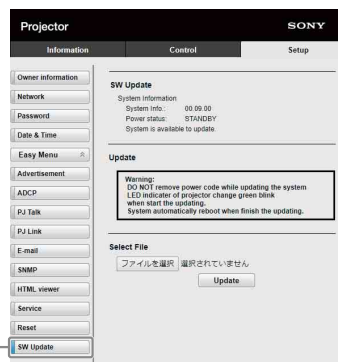 Projector SONY
Information Control Setup
Owner information
Network
Password
Date & Time
Easy Menu
Advertisement
ADCP
PJ Talk
PJ Link
E-mail
SNMP
HTML viewer
Service
Reset
SW Update
SW Update
System information
System Info.: 00.09.00
Power status: STANDBY
System is available to update.
Update
Warning:
DO NOT remove power code while updating the system
LED indicater of projector change green blink
when start the updating.
System automatically reboot when finish the updating.
Select File
ファイルを選択 選択されていません
Update